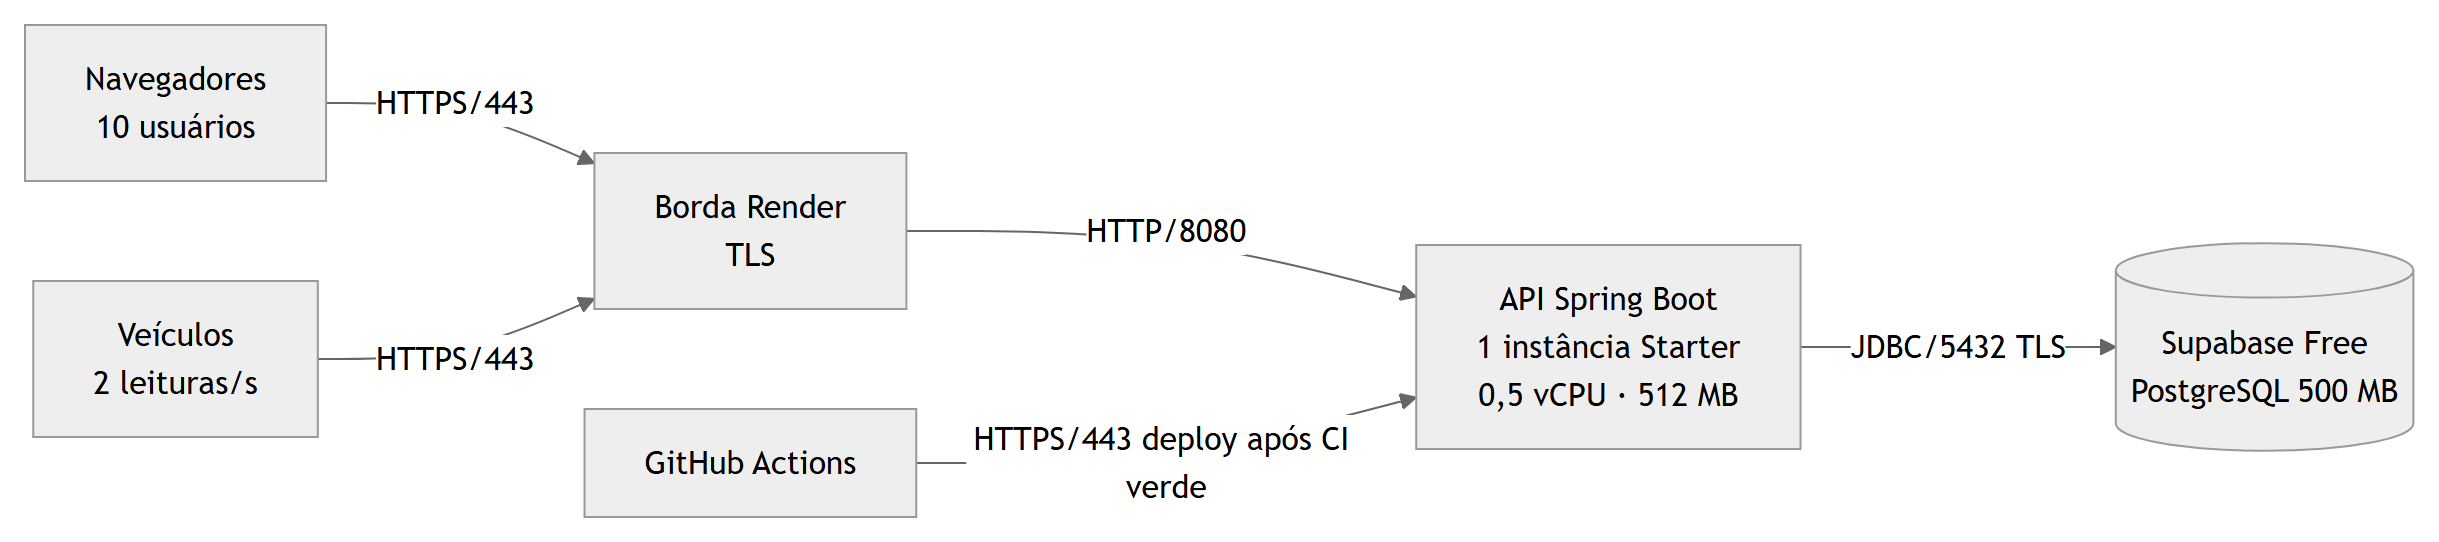 Navegadores
10 usuários
HTTPS/443
Veículos
2 leituras/s
HTTPS/443
Borda Render
TLS
GitHub Actions
HTTP/8080
HTTPS/443 deploy após CI
verde
API Spring Boot
1 instância Starter
0,5 vCPU · 512 MB
JDBC/5432 TLS
Supabase Free
PostgreSQL 500 MB